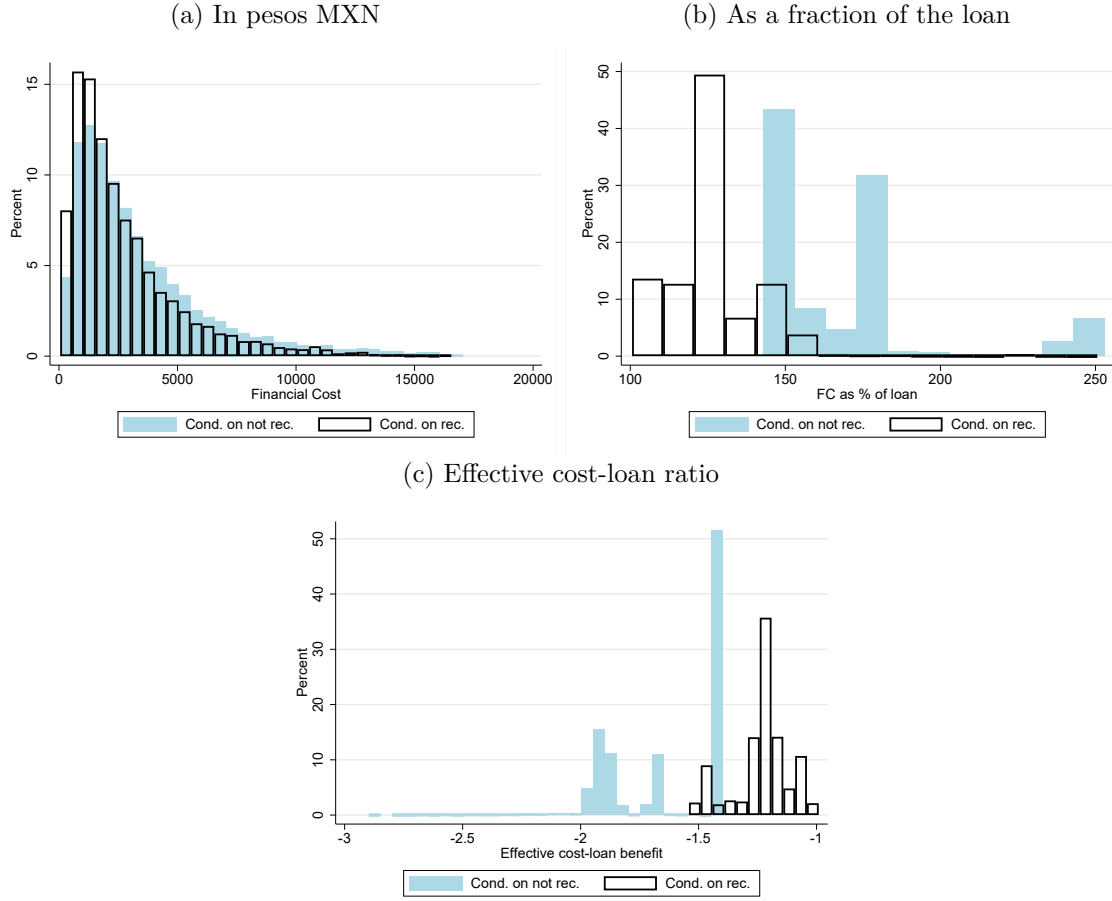 (a) In pesos MXN
15
10
5
0
Percent
0 5000 10000 15000 20000
Financial Cost
Cond. on not rec. Cond. on rec.
(b) As a fraction of the loan
50
40
30
20
10
0
Percent
100 150 200 250
FC as % of loan
Cond. on not rec. Cond. on rec.
(c) Effective cost-loan ratio
50
40
30
20
10
0
Percent
-3 -2.5 -2 -1.5 -1
Effective cost-loan benefit
Cond. on not rec. Cond. on rec.